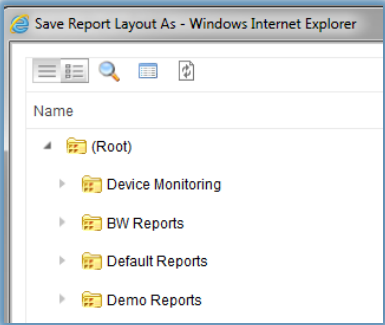 Save Report Layout As - Windows Internet Explorer
Name
(Root)
Device Monitoring
BW Reports
Default Reports
Demo Reports